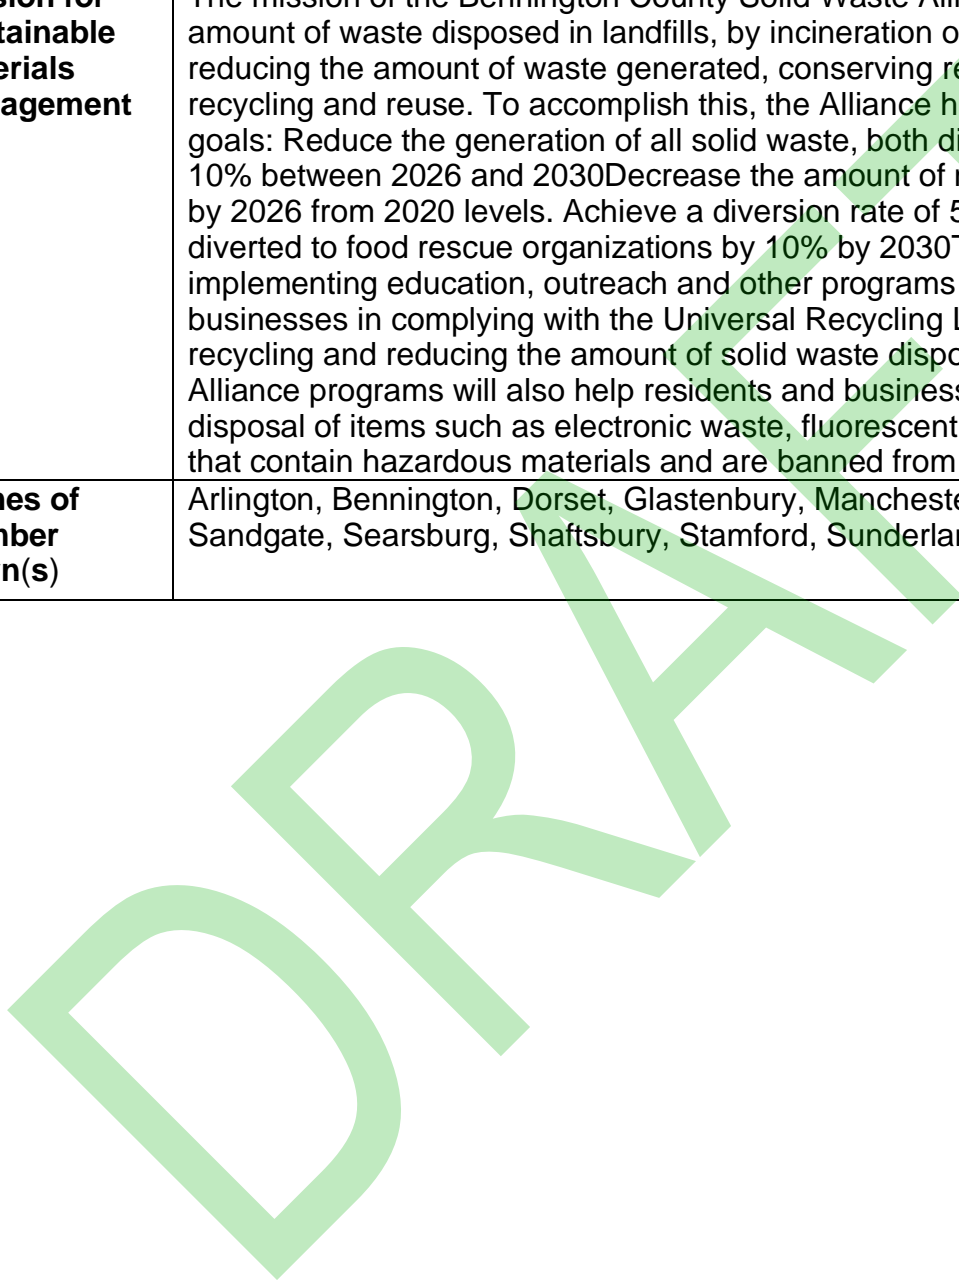 sion for
tainable
erials
agement
The mission of the Bennington County Solid Waste Alli
amount of waste disposed in landfills, by incineration o
reducing the amount of waste generated, conserving re
recycling and reuse. To accomplish this, the Alliance h
goals: Reduce the generation of all solid waste, both di
10% between 2026 and 2030Decrease the amount of m
by 2026 from 2020 levels. Achieve a diversion rate of 5
diverted to food rescue organizations by 10% by 2030T
implementing education, outreach and other programs
businesses in complying with the Universal Recycling L
recycling and reducing the amount of solid waste dispo
Alliance programs will also help residents and business
disposal of items such as electronic waste, fluorescent
that contain hazardous materials and are banned from
nes of
nber
n(s)
Arlington, Bennington, Dorset, Glastenbury, Mancheste
Sandgate, Searsburg, Shaftsbury, Stamford, Sunderlan
DRAFT